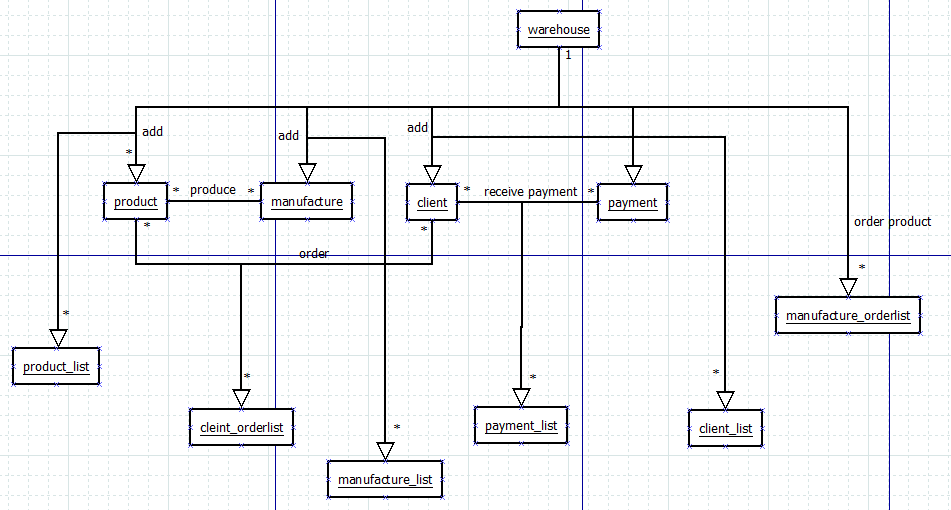 warehouse
1
add
add
add
*
product
*
produce
*
manufacture
client
*
receive payment
*
payment
*
*
order
order product
*
manufacture_orderlist
*
product_list
*
cleint_orderlist
*
manufacture_list
*
payment_list
*
client_list